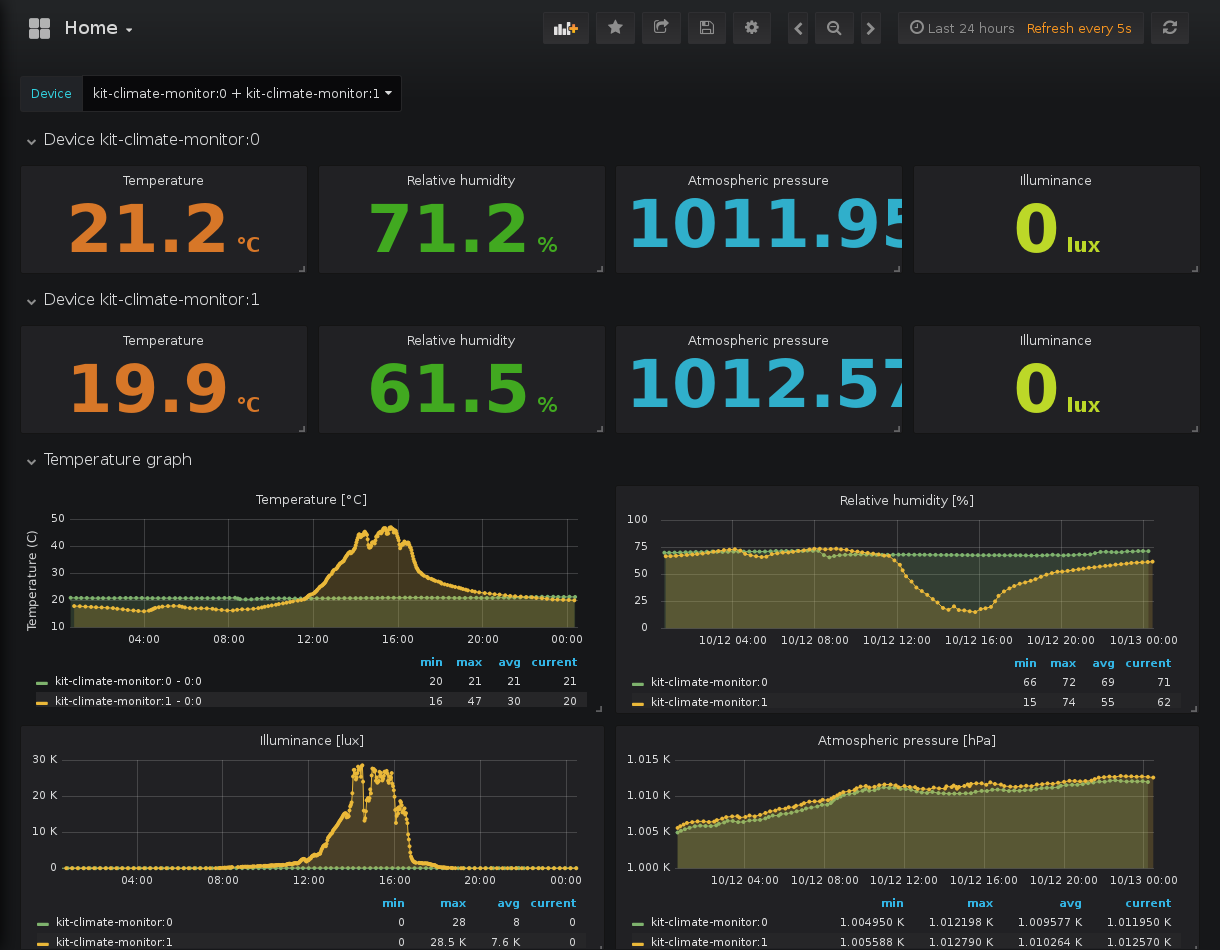 Home
Last 24 hours Refresh every 5s
Device kit-climate-monitor:0 + kit-climate-monitor:1
Device kit-climate-monitor:0
Temperature Relative humidity Atmospheric pressure Illuminance
21.2 °C 71.2 % 1011.95 0 lux
Device kit-climate-monitor:1
Temperature Relative humidity Atmospheric pressure Illuminance
19.9 °C 61.5 % 1012.57 0 lux
Temperature graph
Temperature [°C]
Temperature (C)
50
40
30
20
10
04:00 08:00 12:00 16:00 20:00 00:00
min max avg current
kit-climate-monitor:0 - 0:0 20 21 21 21
kit-climate-monitor:1 - 0:0 16 47 30 20
Relative humidity [%]
100
75
50
25
0
10/12 04:00 10/12 08:00 10/12 12:00 10/12 16:00 10/12 20:00 10/13 00:00
min max avg current
kit-climate-monitor:0 66 72 69 71
kit-climate-monitor:1 15 74 55 62
Illuminance [lux]
30 K
20 K
10 K
0
04:00 08:00 12:00 16:00 20:00 00:00
min max avg current
kit-climate-monitor:0 0 28 8 0
kit-climate-monitor:1 0 28.5 K 7.6 K 0
Atmospheric pressure [hPa]
1.015 K
1.010 K
1.005 K
1.000 K
10/12 04:00 10/12 08:00 10/12 12:00 10/12 16:00 10/12 20:00 10/13 00:00
min max avg current
kit-climate-monitor:0 1.004950 K 1.012198 K 1.009577 K 1.011950 K
kit-climate-monitor:1 1.005588 K 1.012790 K 1.010264 K 1.012570 K